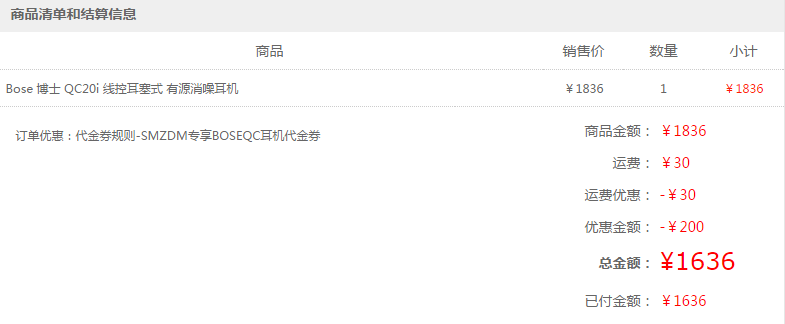 商品清单和结算信息
商品 销售价 数量 小计
Bose 博士 QC20i 线控耳塞式 有源消噪耳机 ￥1836 1 ￥1836
订单优惠：代金券规则-SMZDM专享BOSEQC耳机代金券
商品金额： ￥1836
运费： ￥30
运费优惠： -￥30
优惠金额： -￥200
总金额： ¥1636
已付金额： ￥1636